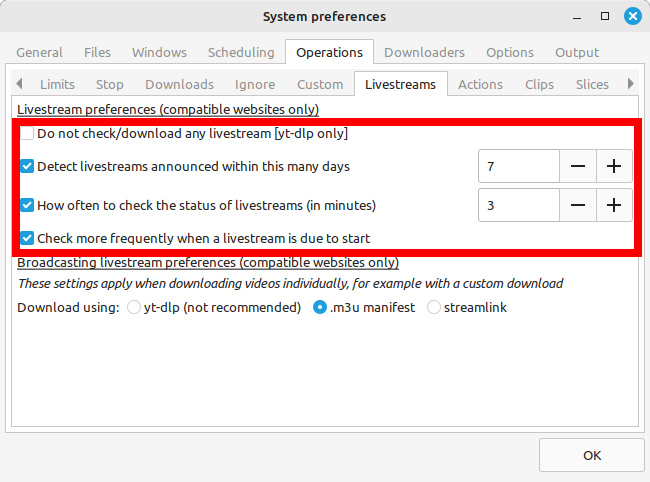 System preferences
General Files Windows Scheduling Operations Downloaders Options Output
Limits Stop Downloads Ignore Custom Livestreams Actions Clips Slices
Livestream preferences (compatible websites only)
Do not check/download any livestream [yt-dlp only]
Detect livestreams announced within this many days 7
How often to check the status of livestreams (in minutes) 3
Check more frequently when a livestream is due to start
Broadcasting livestream preferences (compatible websites only)
These settings apply when downloading videos individually, for example with a custom download
Download using: yt-dlp (not recommended) .m3u manifest streamlink
OK